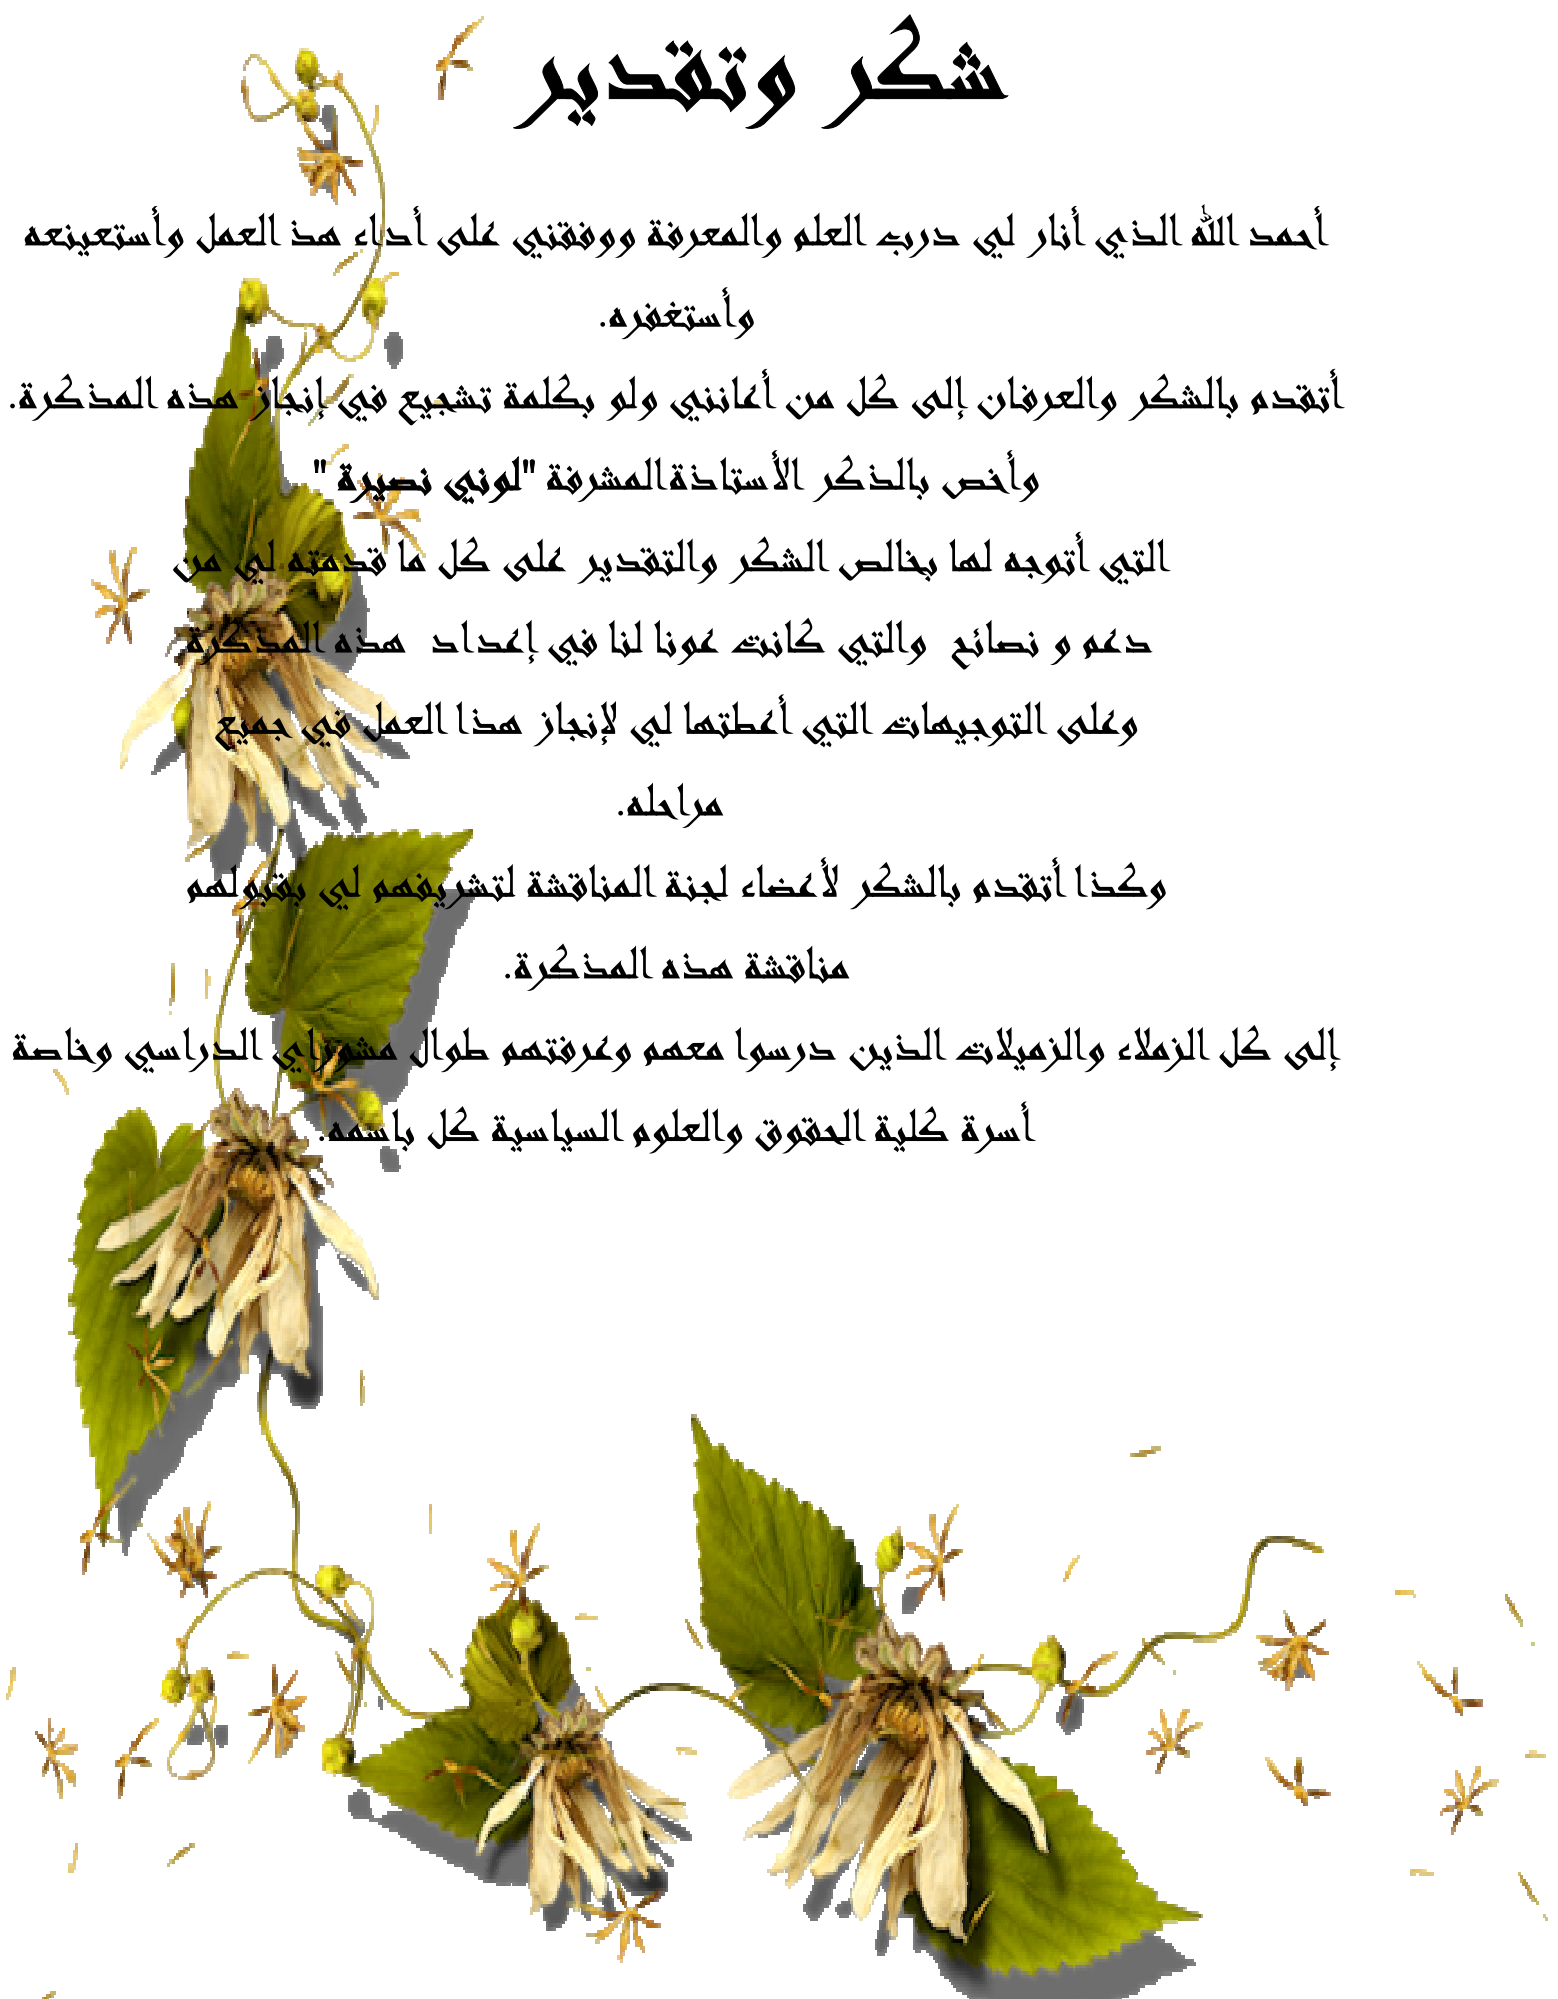 شكر وتقدير
أحمد الله الذي أنار لي درب العلم والمعرفة ووفقني على أداء هذ العمل وأستعينعه
وأستغفره.
أتقدم بالشكر والعرفان إلى كل من أعانني ولو بكلمة تشجيع في إنجاز هذه المذكرة.
وأخص بالذكر الأستاذةالمشرفة "لوني نصيرة "
التي أتوجه لها بخالص الشكر والتقدير على كل ما قدمته لي من
دعم و نصائح والتي كانت عونا لنا في إعداد هذه المذكرة
وعلى التوجيهات التي أعطتها لي لإنجاز هذا العمل في جميع
مراحله.
وكذا أتقدم بالشكر لأعضاء لجنة المناقشة لتشريفهم لي بقبولهم
مناقشة هذه المذكرة.
إلى كل الزملاء والزميلات الذين درسوا معهم وعرفتهم طوال مشواري الدراسي وخاصة
أسرة كلية الحقوق والعلوم السياسية كل باسمه.